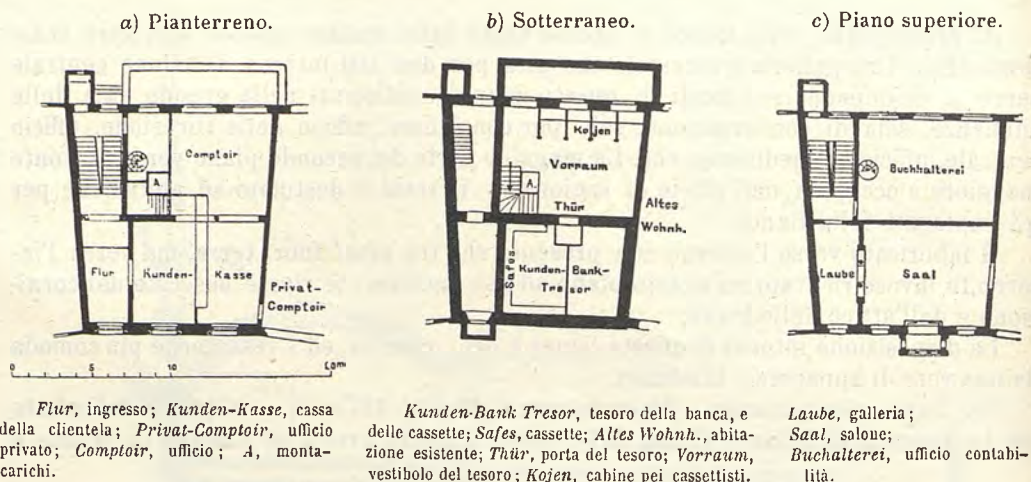 a) Pianterreno.
b) Sotterraneo.
c) Piano superiore.
Comptoir
A
Flur
Kunden-
Kasse
Privat-
Comptoir
0
5
10
15m
Kojen
Vorraum
A
Thür
Altes
Wohnh.
Safes
Kunden-
Bank-
Tresor
Buchhalterei
Laube
Saal
Flur, ingresso; Kunden-Kasse, cassa
della clientela; Privat-Comptoir, ufficio
privato; Comptoir, ufficio; A, monta-
carichi.
Kunden-Bank Tresor, tesoro della banca, o
delle cassette; Safes, cassette; Altes Wohnh., abita-
zione esistente; Thür, porta del tesoro; Vorraum,
vestibolo del tesoro; Kojen, cabine pei cassettisti.
Laube, galleria;
Saal, salone;
Buchalterei, ufficio contabi-
lità.